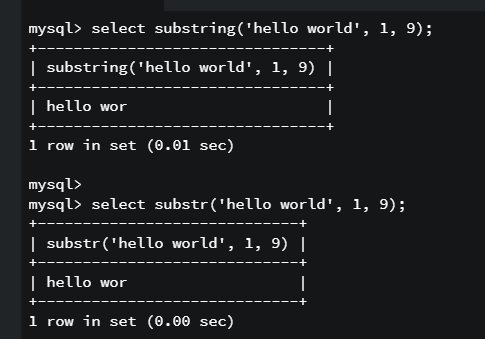 mysql> select substring('hello world', 1, 9);
+--------------------------------+
| substring('hello world', 1, 9) |
+--------------------------------+
| hello wor                      |
+--------------------------------+
1 row in set (0.01 sec)

mysql>
mysql> select substr('hello world', 1, 9);
+-----------------------------+
| substr('hello world', 1, 9) |
+-----------------------------+
| hello wor                   |
+-----------------------------+
1 row in set (0.00 sec)